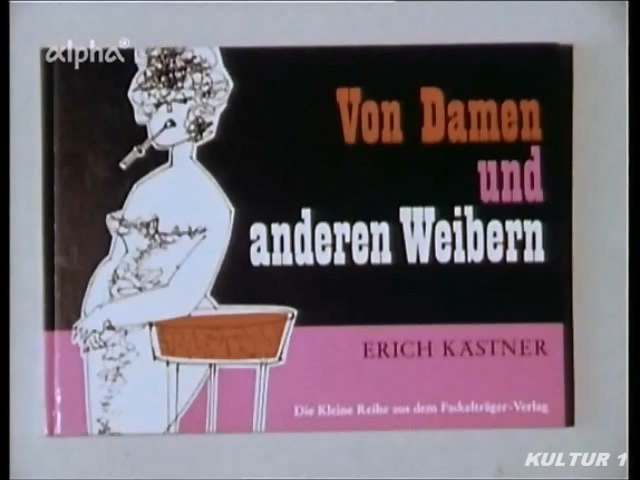 alpha
Von Damen
und
anderen Weibern
ERICH KÄSTNER
Die Kleine Reihe aus dem Fackelträger-Verlag
KULTUR 1